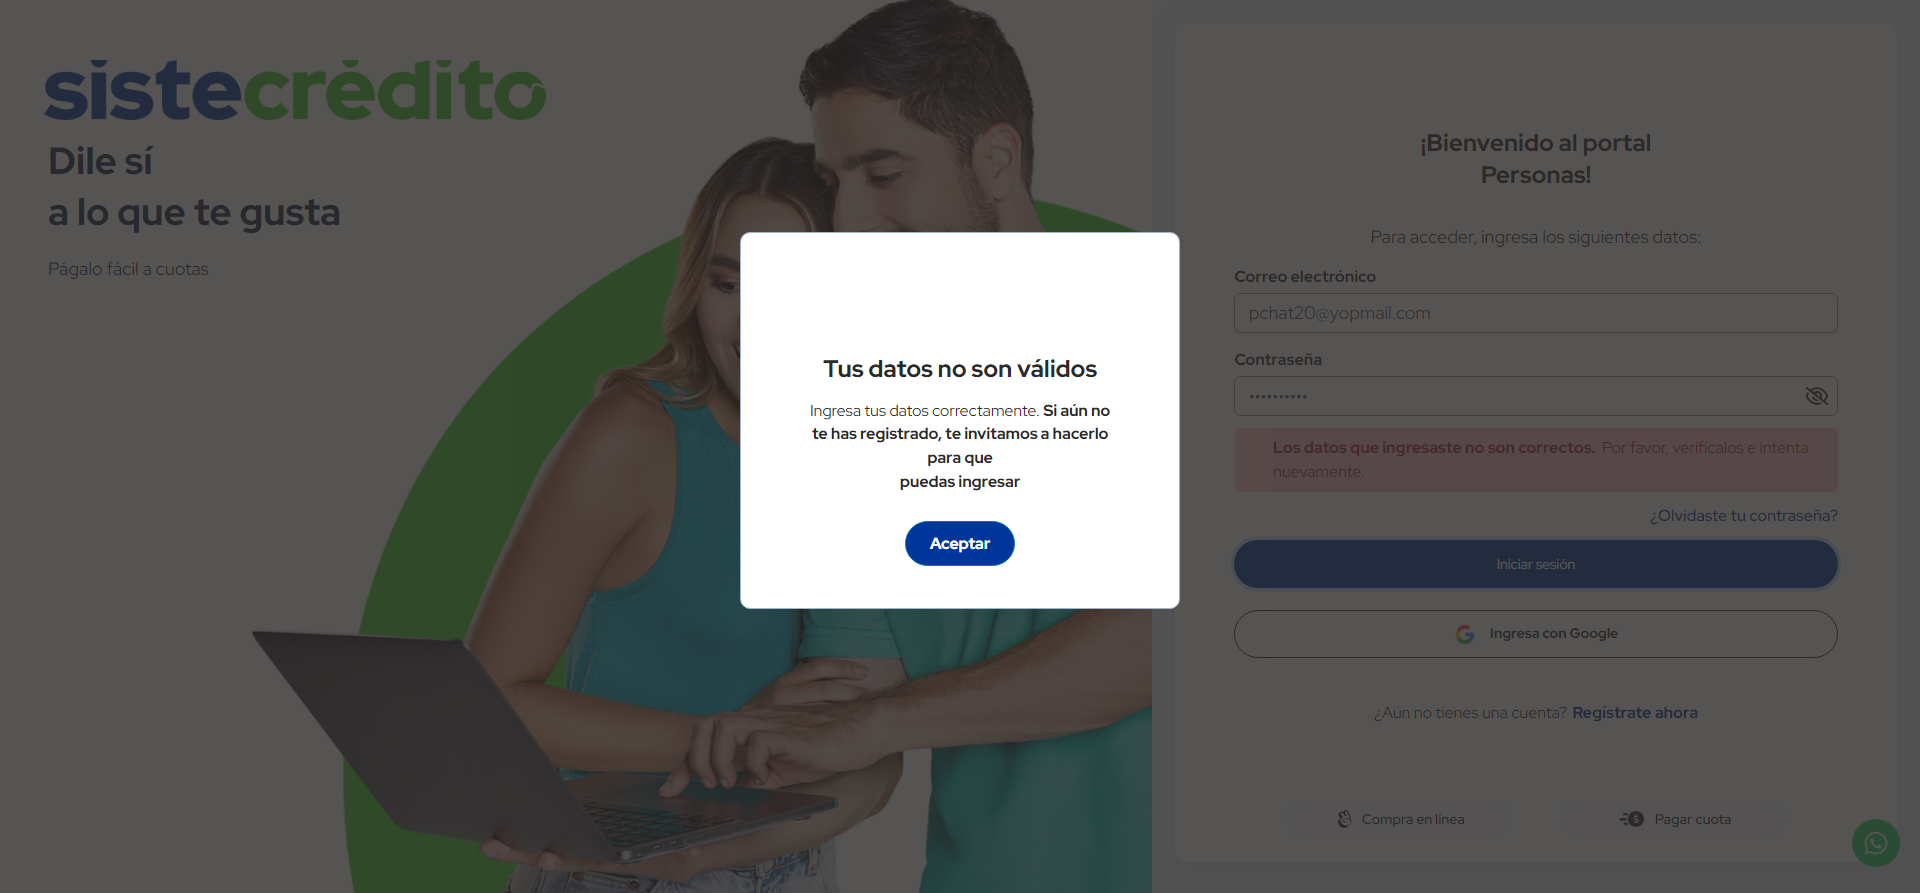 sistecrédito
Dile sí
a lo que te gusta
Págalo fácil a cuotas
¡Bienvenido al portal
Personas!
Para acceder, ingresa los siguientes datos:
Correo electrónico
pchat20@yopmail.com
Contraseña
••••••••••
Los datos que ingresaste no son correctos. Por favor, verifícalos e intenta
nuevamente.
¿Olvidaste tu contraseña?
Iniciar sesión
Ingresa con Google
¿Aún no tienes una cuenta? Regístrate ahora
Compra en línea
Pagar cuota
Tus datos no son válidos
Ingresa tus datos correctamente. Si aún no
te has registrado, te invitamos a hacerlo
para que
puedas ingresar
Aceptar